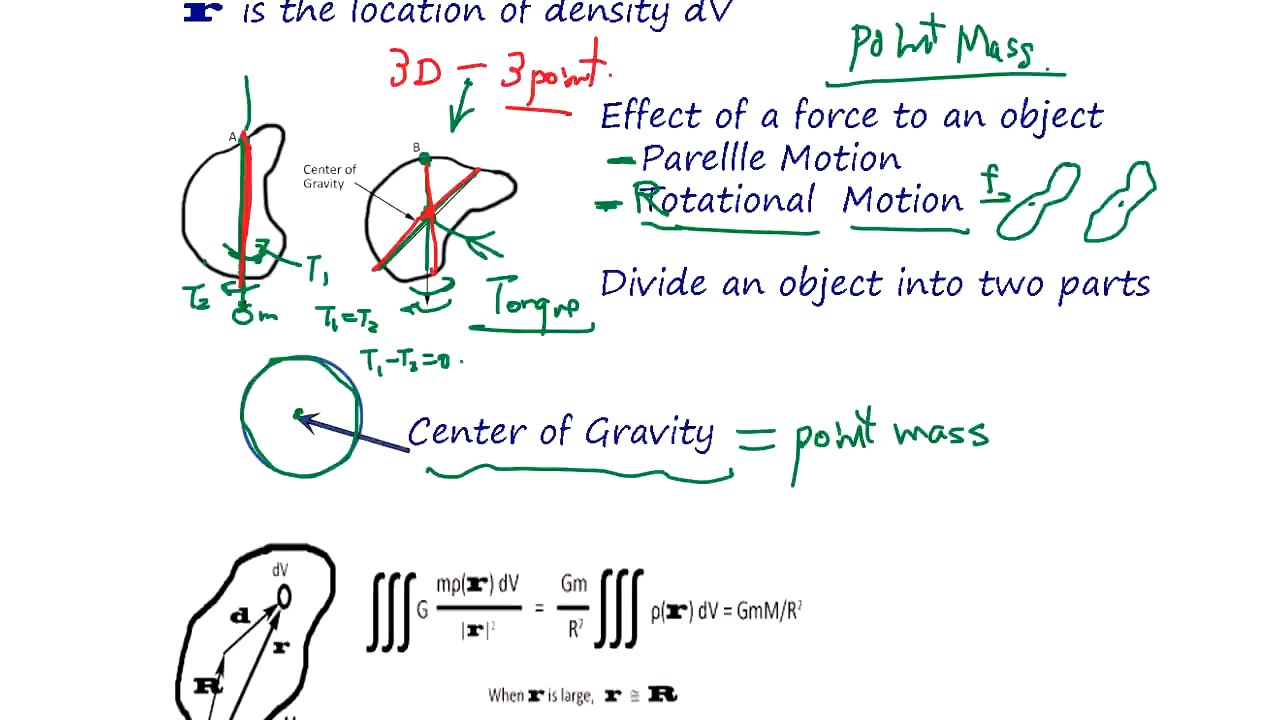 r is the location of density dV
3D - 3 point.
point Mass.
A
B
Center of
Gravity
Effect of a force to an object
- Parellle Motion
- Rotational Motion
f
Divide an object into two parts
T₁
T₂
m
T₁=T₂
Torque
T₁-T₂=0.
Center of Gravity = point mass
dV
d
r
R
∭ G mρ(r) dV / |r|² = Gm / R² ∭ ρ(r) dV = GmM/R²
When r is large, r ≅ R